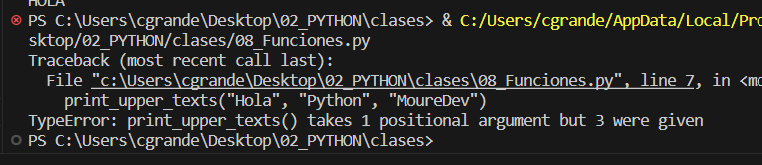 HOLA
PS C:\Users\cgrande\Desktop\02_PYTHON\clases> & C:/Users/cgrande/AppData/Local/Pro
sktop/02_PYTHON/clases/08_Funciones.py
Traceback (most recent call last):
  File "c:\Users\cgrande\Desktop\02_PYTHON\clases\08_Funciones.py", line 7, in <mo
    print_upper_texts("Hola", "Python", "MoureDev")
TypeError: print_upper_texts() takes 1 positional argument but 3 were given
PS C:\Users\cgrande\Desktop\02_PYTHON\clases>